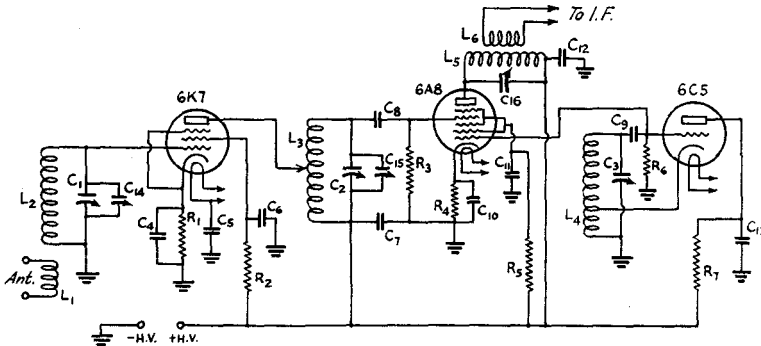 To I.F.
L6
L5
C12
6K7
6A8
6C5
C16
C8
C9
L3
C1
C14
C2
C15
R3
C11
C3
R6
L2
L4
R1
C4
C5
C6
R4
C10
C7
R2
R5
R7
C1
Ant.
L1
-H.V. +H.V.